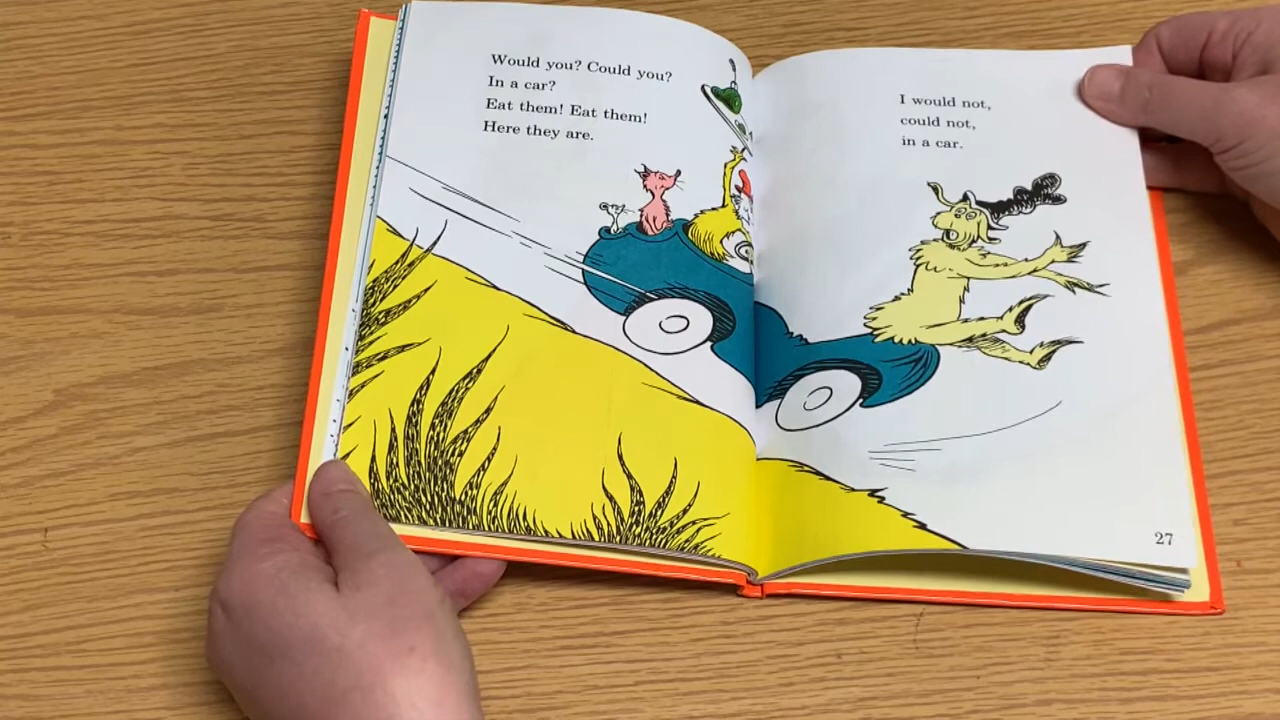 Would you? Could you?
In a car?
Eat them! Eat them!
Here they are.
I would not,
could not,
in a car.
27